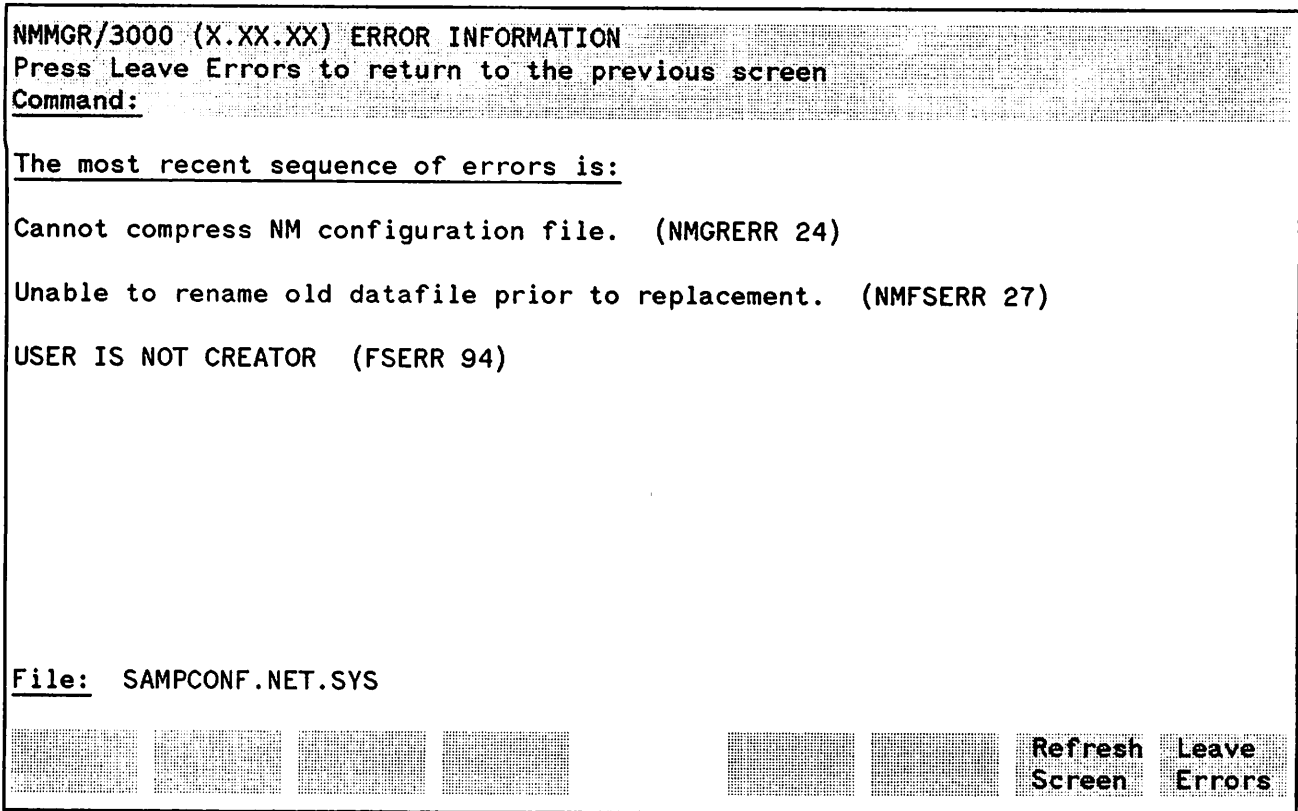 NMMGR/3000 (X.XX.XX) ERROR INFORMATION
Press Leave Errors to return to the previous screen
Command:
The most recent sequence of errors is:
Cannot compress NM configuration file. (NMGRERR 24)
Unable to rename old datafile prior to replacement. (NMFSERR 27)
USER IS NOT CREATOR (FSERR 94)
File: SAMPCONF.NET.SYS
Refresh Leave
Screen Errors